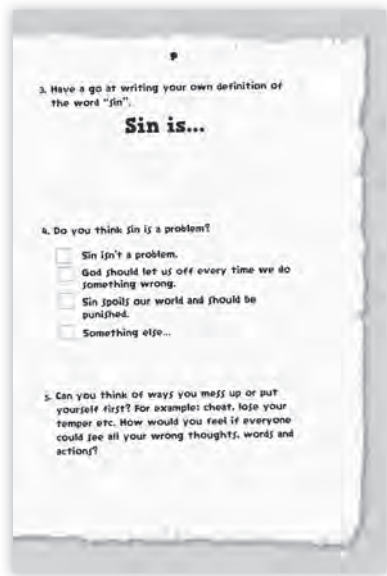 9
3. Have a go at writing your own definition of
the word "sin".
Sin is...
4. Do you think sin is a problem?
Sin isn't a problem.
God should let us off every time we do
something wrong.
Sin spoils our world and should be
punished.
Something else...
5. Can you think of ways you mess up or put
yourself first? For example: cheat, lose your
temper etc. How would you feel if everyone
could see all your wrong thoughts, words and
actions?